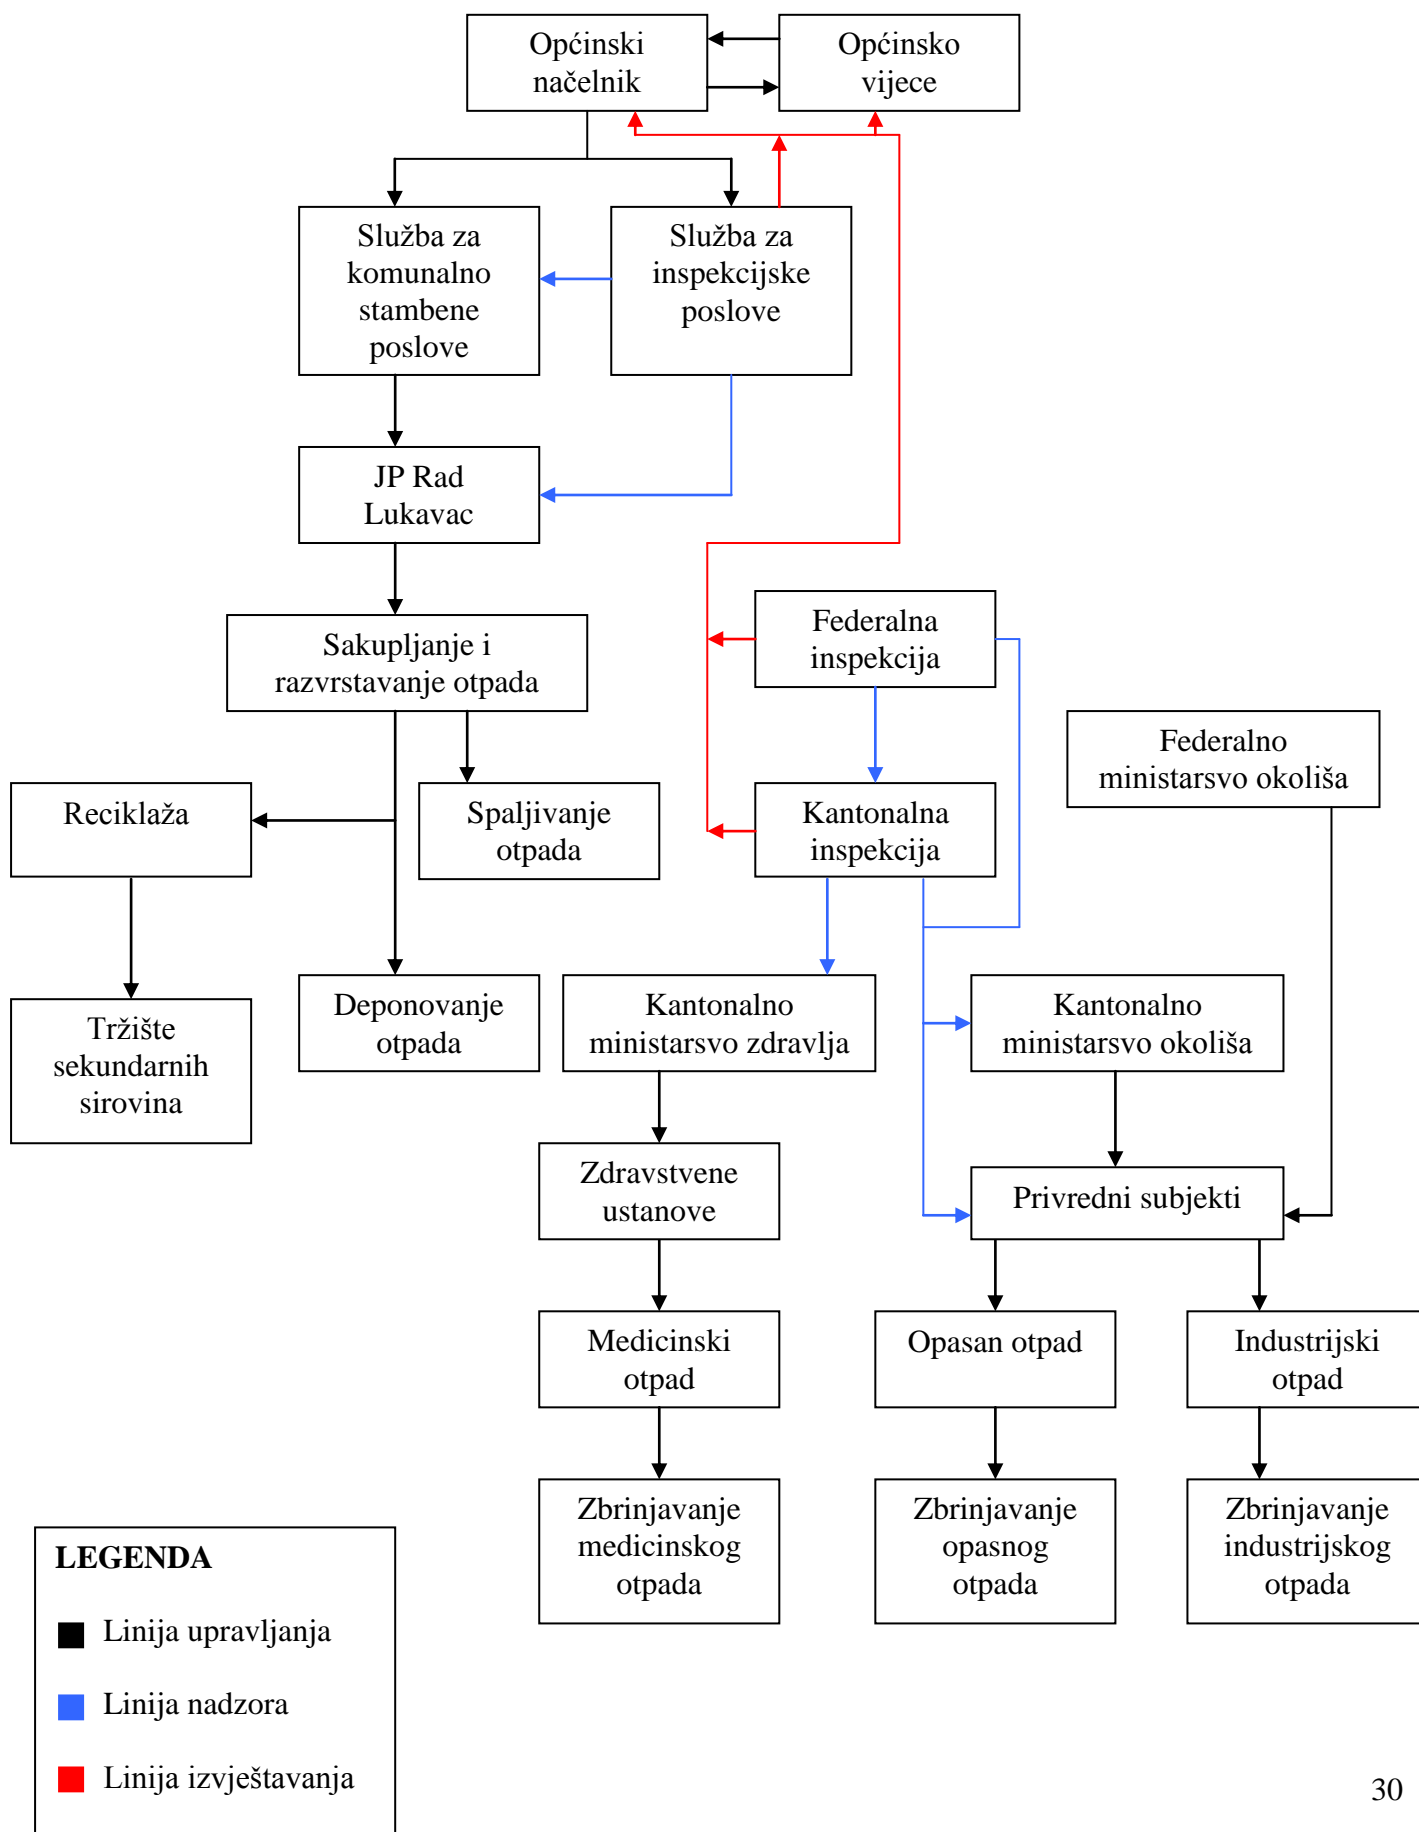 Općinski
načelnik
Općinsko
vijece
Služba za
komunalno
stambene
poslove
Služba za
inspekcijske
poslove
JP Rad
Lukavac
Sakupljanje i
razvrstavanje otpada
Federalna
inspekcija
Federalno
ministarsvo okoliša
Reciklaža
Spaljivanje
otpada
Kantonalna
inspekcija
Tržište
sekundarnih
sirovina
Deponovanje
otpada
Kantonalno
ministarsvo zdravlja
Kantonalno
ministarsvo okoliša
Zdravstvene
ustanove
Privredni subjekti
Medicinski
otpad
Opasan otpad
Industrijski
otpad
Zbrinjavanje
medicinskog
otpada
Zbrinjavanje
opasnog
otpada
Zbrinjavanje
industrijskog
otpada
LEGENDA
Linija upravljanja
Linija nadzora
Linija izvještavanja
30